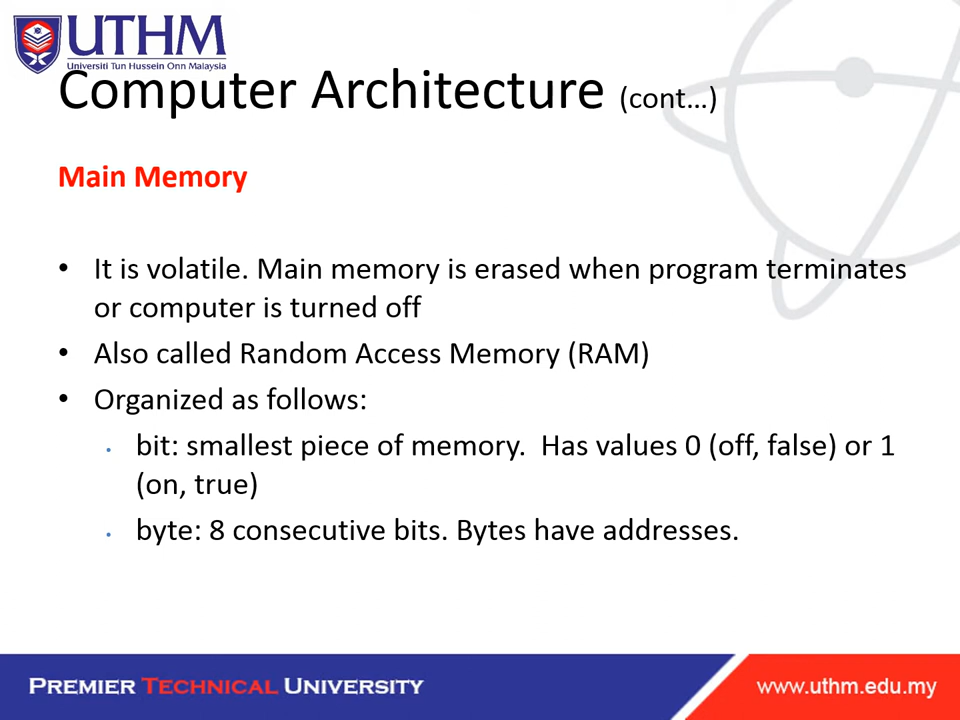 UTHM
Universiti Tun Hussein Onn Malaysia
Computer Architecture (cont…)
Main Memory
• It is volatile. Main memory is erased when program terminates
or computer is turned off
• Also called Random Access Memory (RAM)
• Organized as follows:
• bit: smallest piece of memory.  Has values 0 (off, false) or 1
(on, true)
• byte: 8 consecutive bits. Bytes have addresses.
PREMIER TECHNICAL UNIVERSITY
www.uthm.edu.my